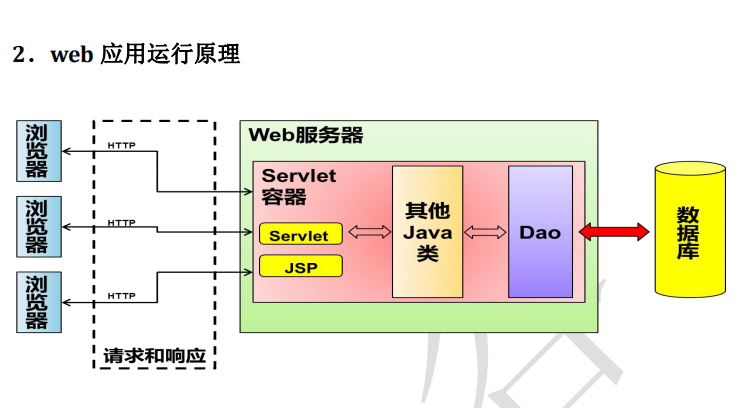 2．web 应用运行原理
浏览器
浏览器
浏览器
HTTP
HTTP
HTTP
请求和响应
Web服务器
Servlet
容器
Servlet
JSP
其他
Java
类
Dao
数据库